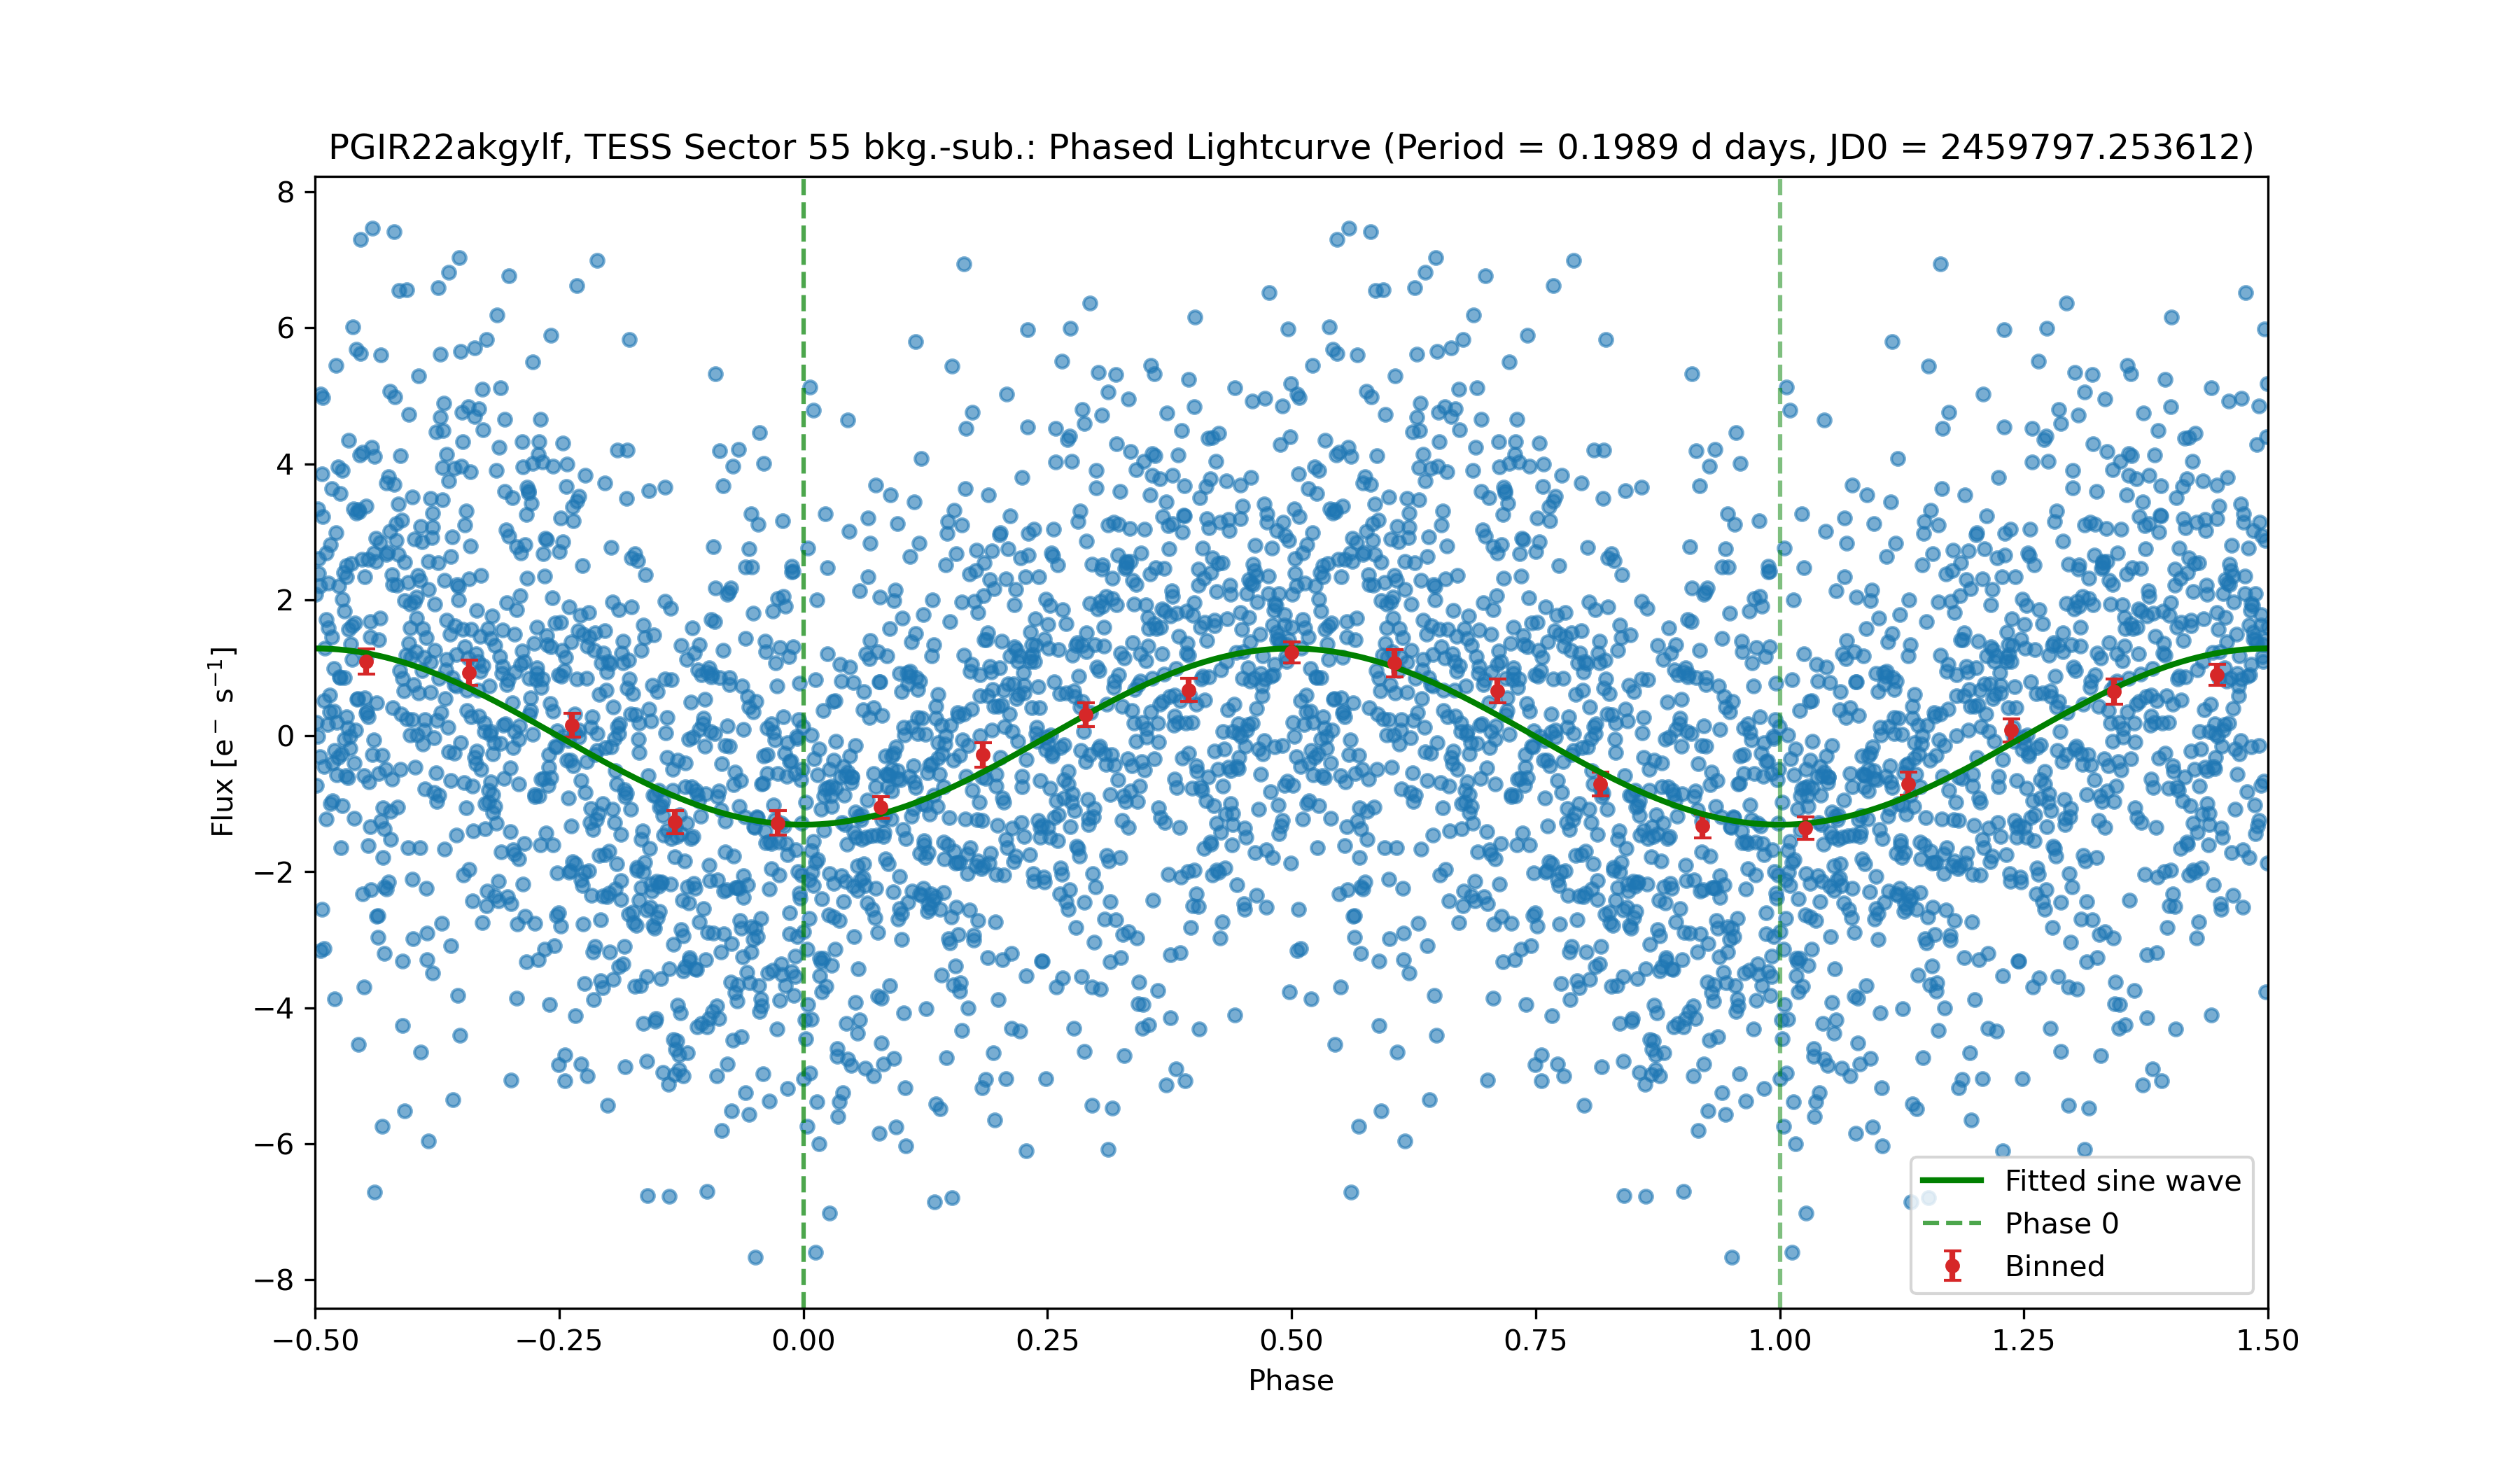 PGIR22akgylf, TESS Sector 55 bkg.-sub.: Phased Lightcurve (Period = 0.1989 d days, JD0 = 2459797.253612)
Flux [e⁻ s⁻¹]
8
6
4
2
0
−2
−4
−6
−8
Fitted sine wave
Phase 0
Binned
−0.50 −0.25 0.00 0.25 0.50 0.75 1.00 1.25 1.50
Phase